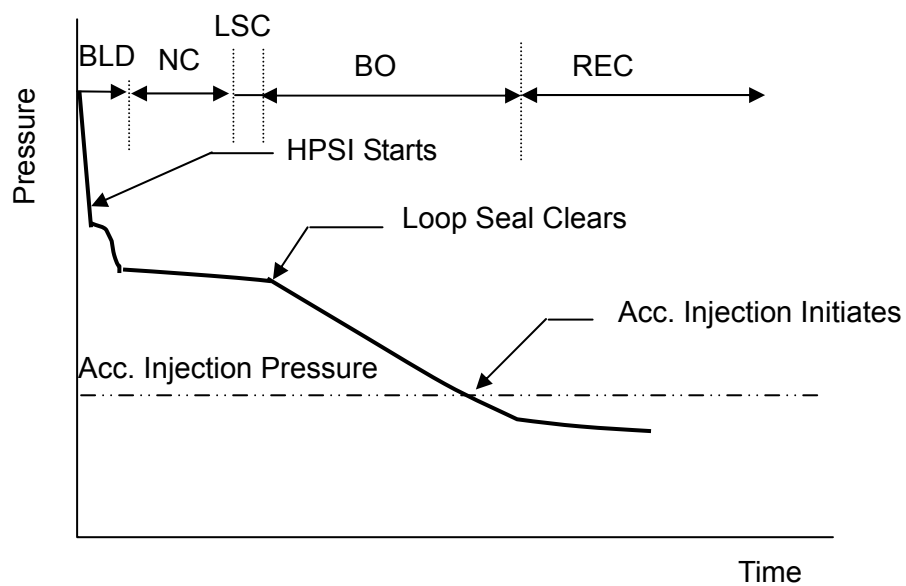 LSC
BLD
NC
BO
REC
Pressure
HPSI Starts
Loop Seal Clears
Acc. Injection Initiates
Acc. Injection Pressure
Time